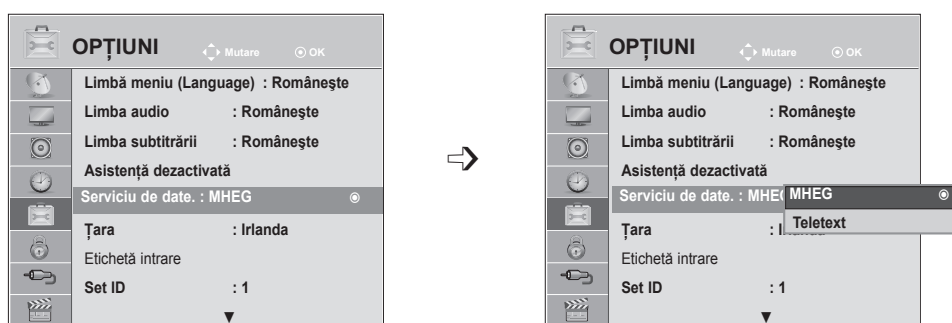 OPȚIUNI Mutare OK
Limbă meniu (Language) : Românește
Limba audio : Românește
Limba subtitrării : Românește
Asistență dezactivată
Serviciu de date. : MHEG
Țara : Irlanda
Etichetă intrare
Set ID : 1
OPȚIUNI Mutare OK
Limbă meniu (Language) : Românește
Limba audio : Românește
Limba subtitrării : Românește
Asistență dezactivată
Serviciu de date. : MHEG
MHEG
Teletext
Țara : Irlanda
Etichetă intrare
Set ID : 1